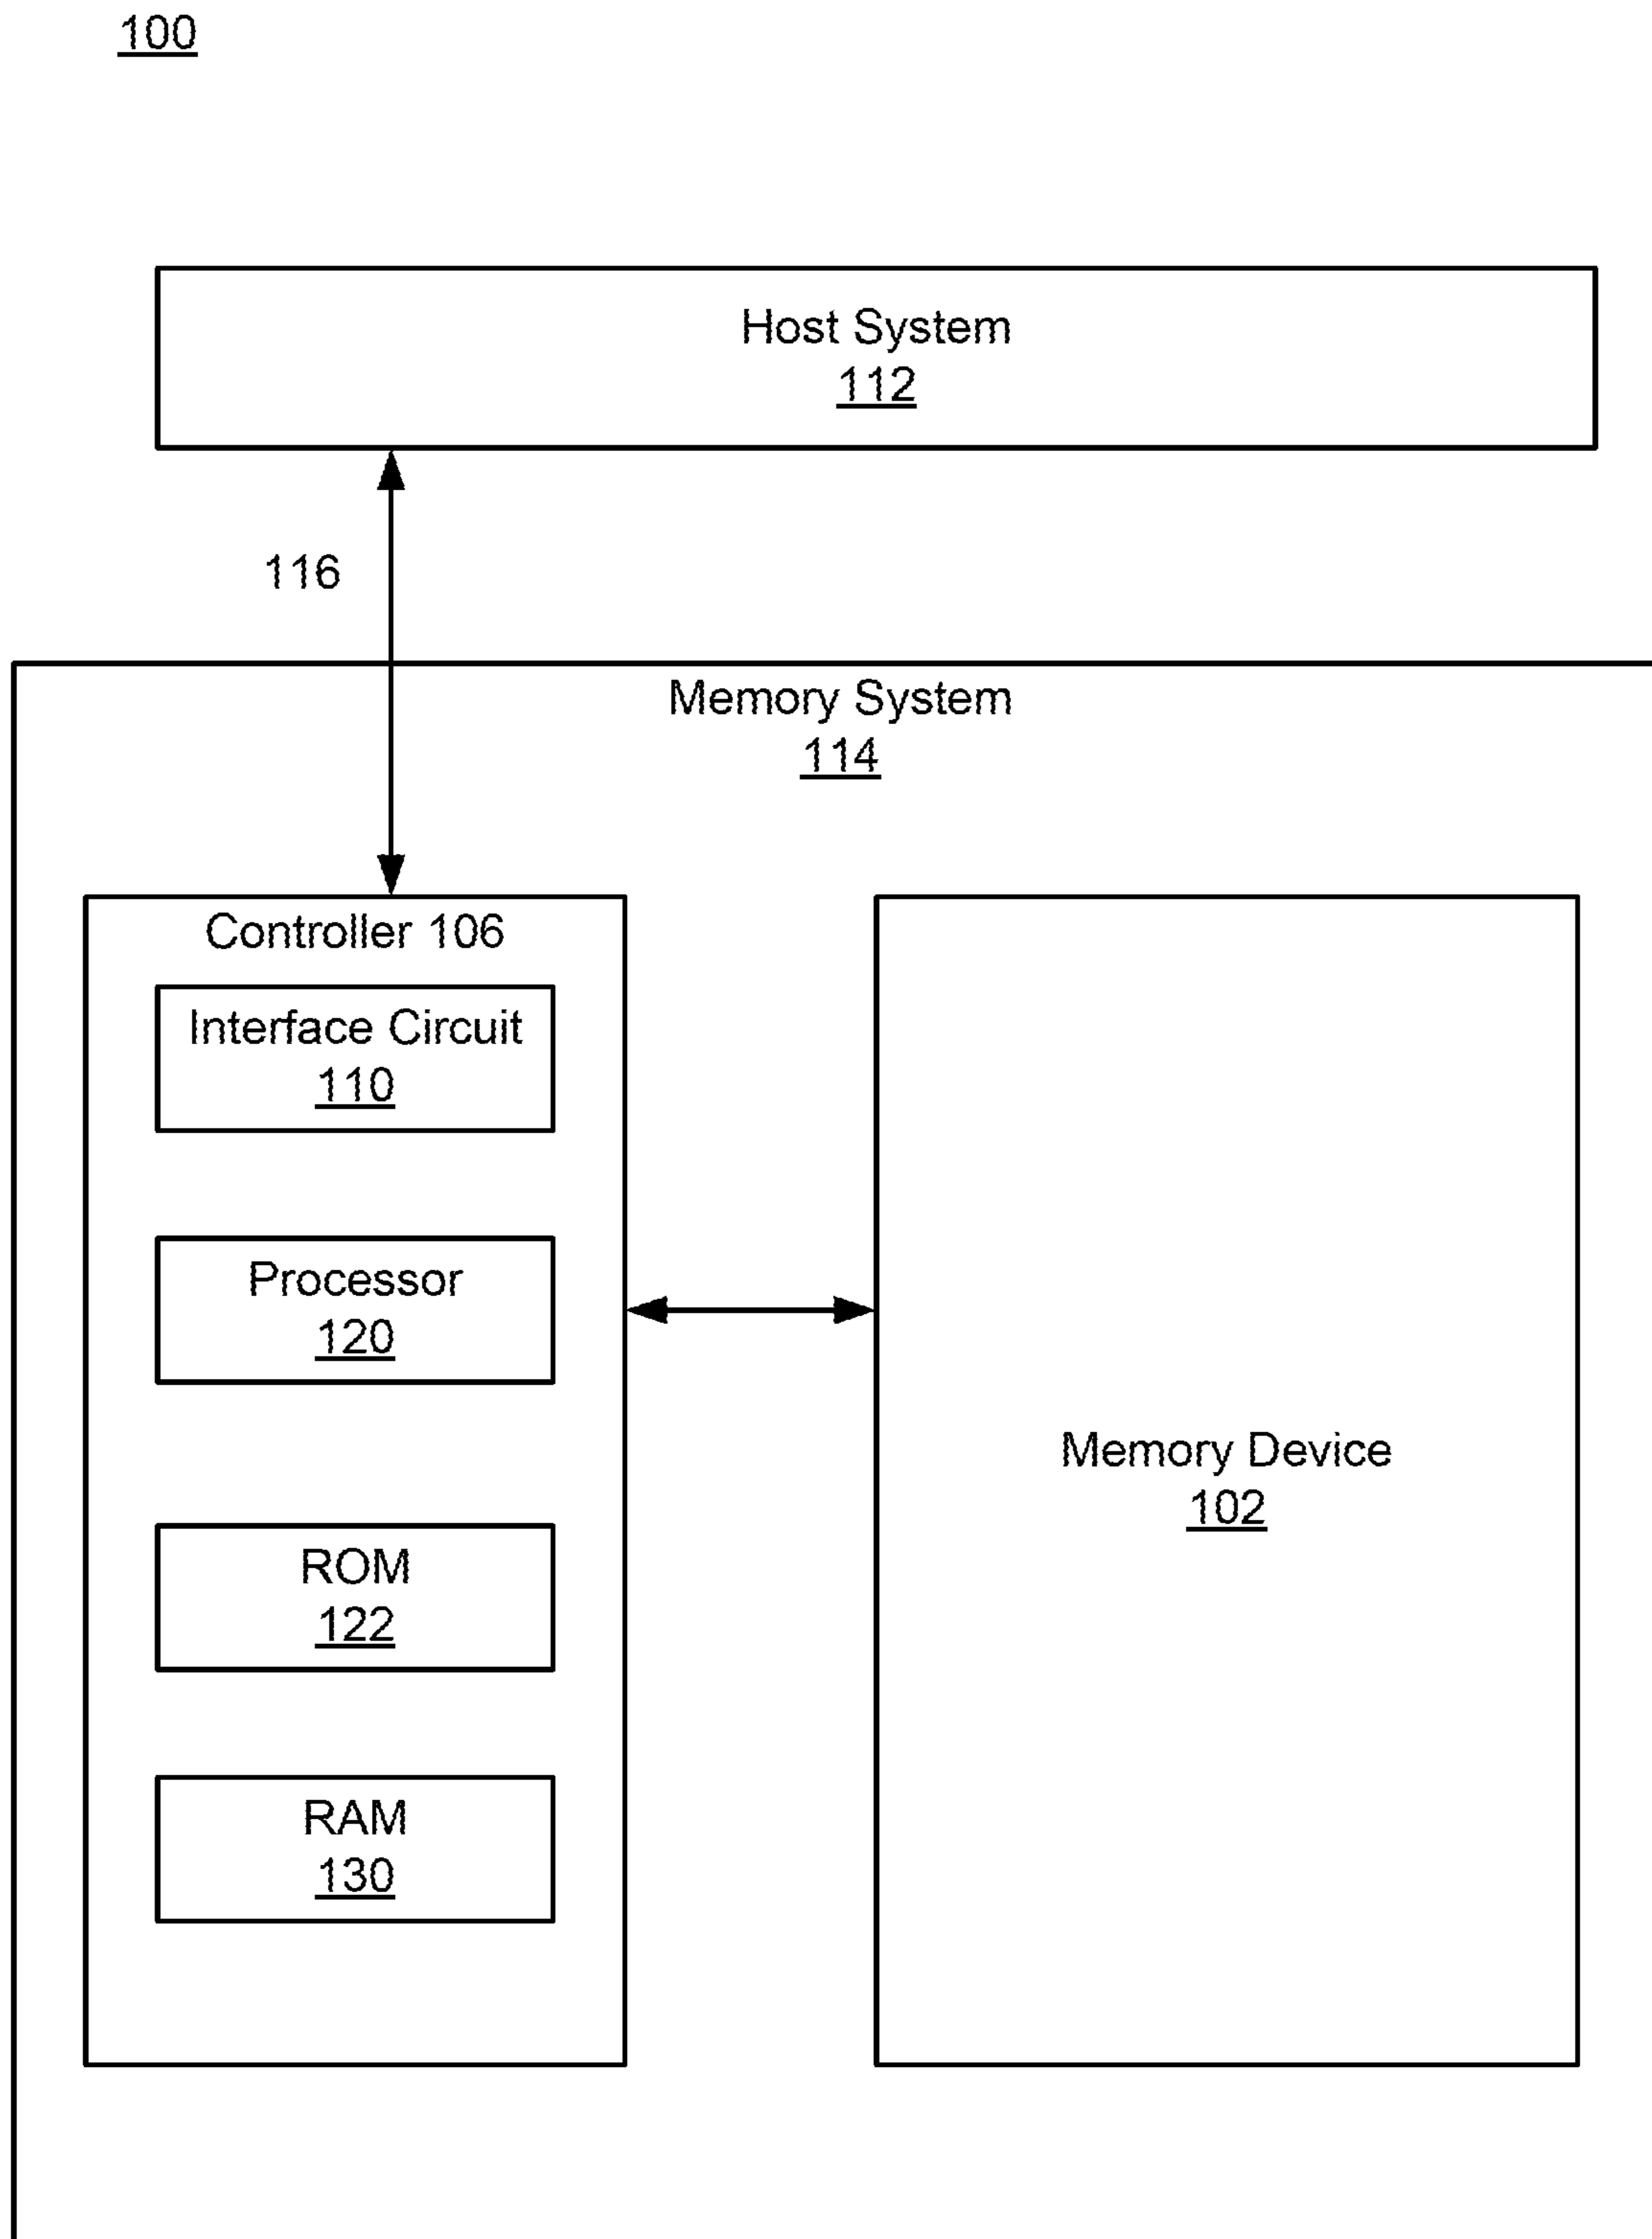 100
Host System
112
116
Memory System
114
Controller 106
Interface Circuit
110
Processor
120
Memory Device
102
ROM
122
RAM
130